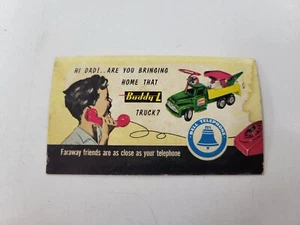 HI DAD!..ARE YOU BRINGING
HOME THAT
Buddy-L
TRUCK?
BELL TELEPHONE
Faraway friends are as close as your telephone